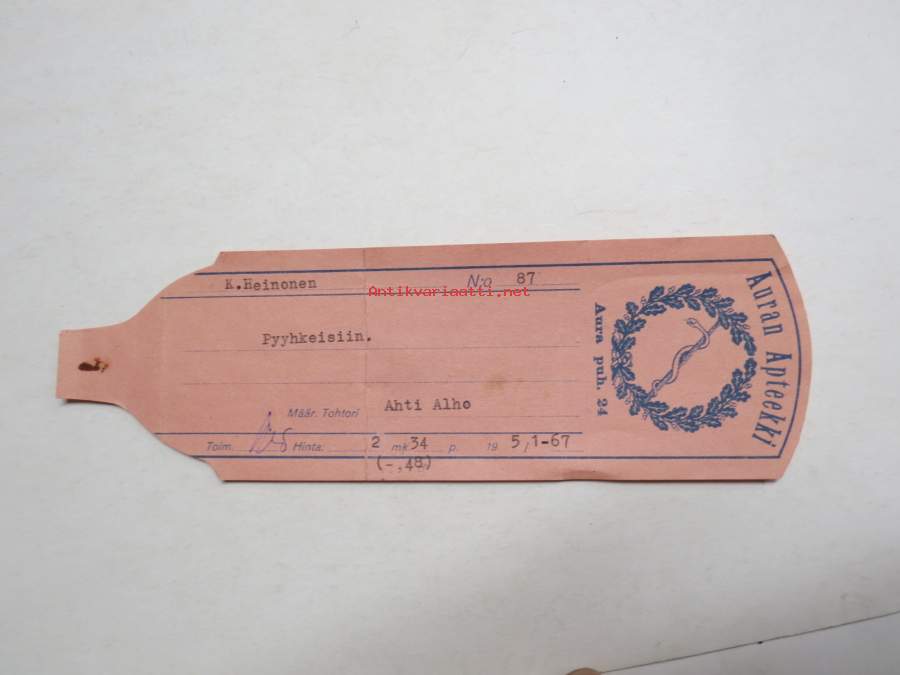 K.Heinonen N:o 87
Antikvariaatti.net
Pyyhkeisiin.
Määr. Tohtori Ahti Alho
Toim. Hinta: 2 mk 34 p. 19 5,1-67
(-,48)
Auran Apteekki
Aura puh. 24